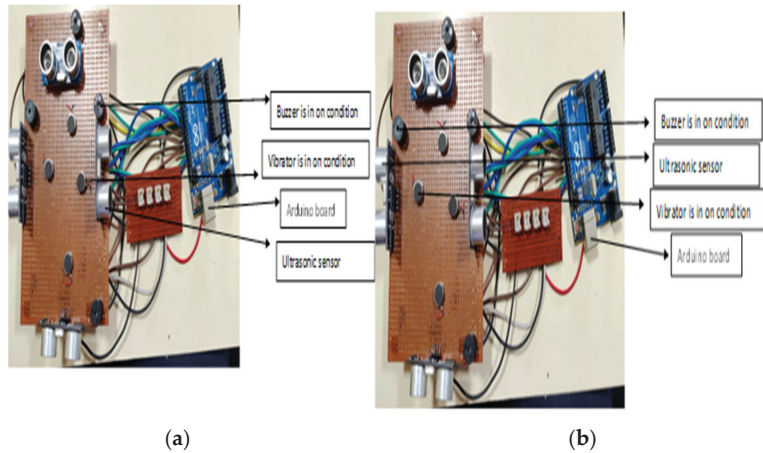 Buzzer is in on condition
Vibrator is in on condition
Arduino board
Ultrasonic sensor
Buzzer is in on condition
Ultrasonic sensor
Vibrator is in on condition
Arduino board
(a)
(b)